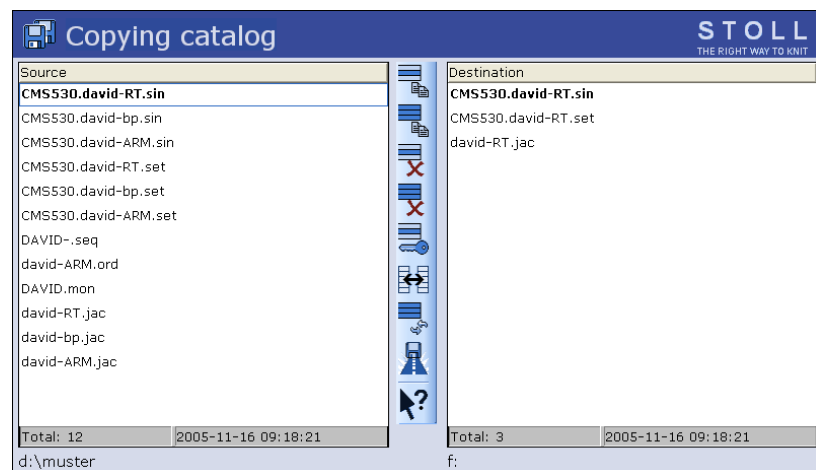 Copying catalog
STOLL
THE RIGHT WAY TO KNIT
Source
CMS530.david-RT.sin
CMS530.david-bp.sin
CMS530.david-ARM.sin
CMS530.david-RT.set
CMS530.david-bp.set
CMS530.david-ARM.set
DAVID-.seq
david-ARM.ord
DAVID.mon
david-RT.jac
david-bp.jac
david-ARM.jac
Total: 12 2005-11-16 09:18:21
d:\muster
?
Destination
CMS530.david-RT.sin
CMS530.david-RT.set
david-RT.jac
Total: 3 2005-11-16 09:18:21
f: